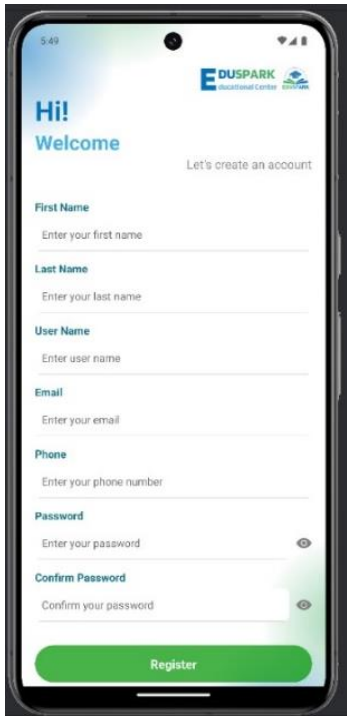 5:49
EDUSPARK
Educational Center
EDUSPARK
Hi!
Welcome
Let's create an account
First Name
Enter your first name
Last Name
Enter your last name
User Name
Enter user name
Email
Enter your email
Phone
Enter your phone number
Password
Enter your password
Confirm Password
Confirm your password
Register